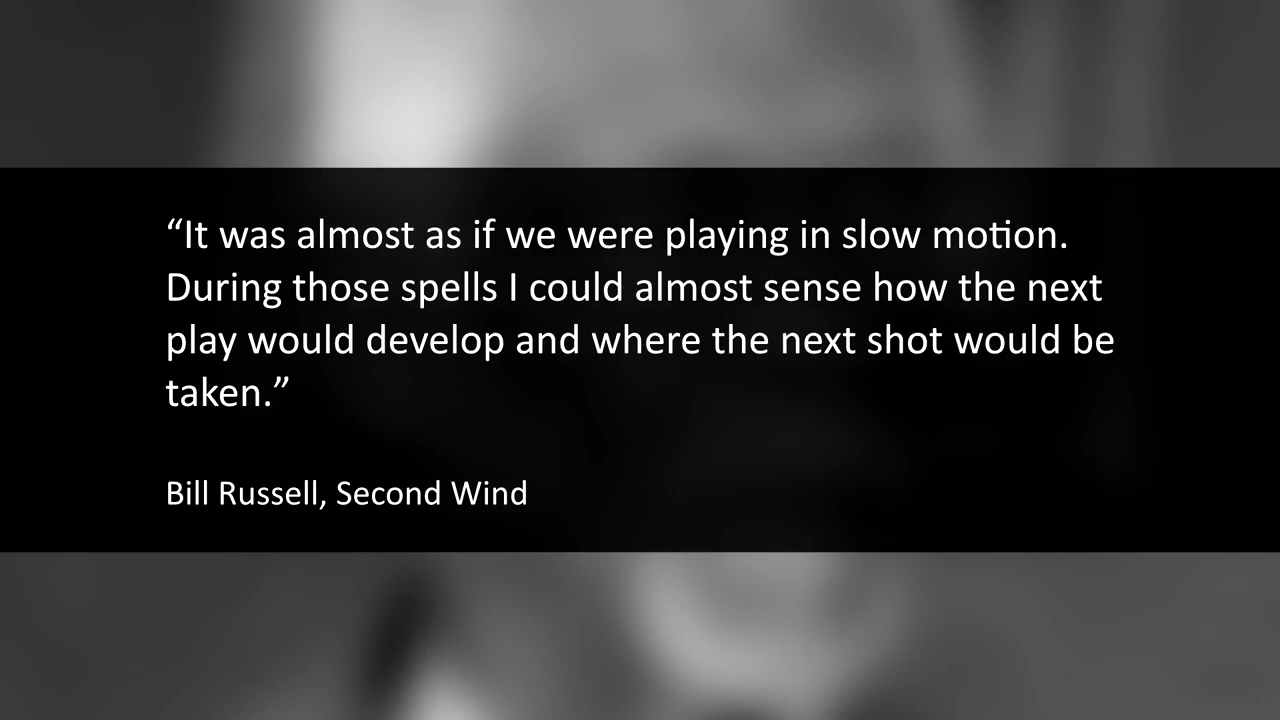 “It was almost as if we were playing in slow motion.
During those spells I could almost sense how the next
play would develop and where the next shot would be
taken.”
Bill Russell, Second Wind